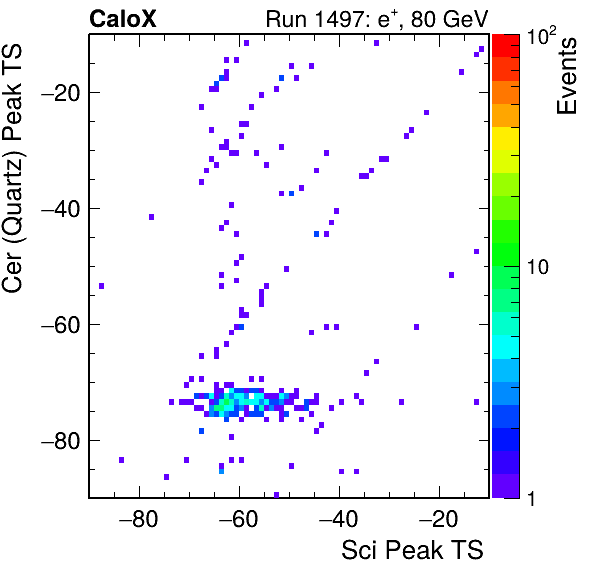 CaloX Run 1497: e⁺, 80 GeV
Cer (Quartz) Peak TS
−20
−40
−60
−80
−80 −60 −40 −20
Sci Peak TS
10²
10
1
Events